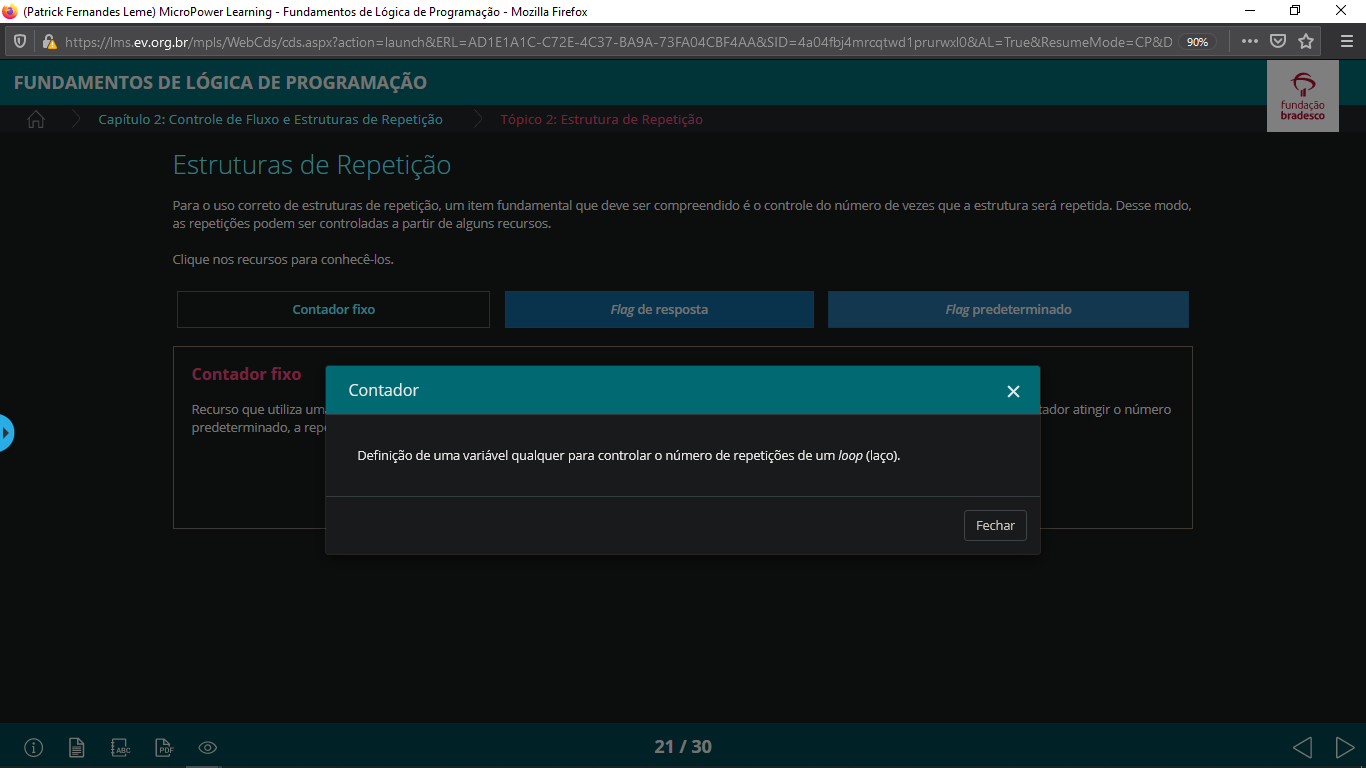 (Patrick Fernandes Leme) MicroPower Learning - Fundamentos de Lógica de Programação - Mozilla Firefox
https://lms.ev.org.br/mpls/WebCds/cds.aspx?action=launch&ERL=AD1E1A1C-C72E-4C37-BA9A-73FA04CBF4AA&SID=4a04fbj4mrcqtwd1prurwxl0&AL=True&ResumeMode=CP&D 90%
FUNDAMENTOS DE LÓGICA DE PROGRAMAÇÃO
fundação
bradesco
Capítulo 2: Controle de Fluxo e Estruturas de Repetição Tópico 2: Estrutura de Repetição
Estruturas de Repetição
Para o uso correto de estruturas de repetição, um item fundamental que deve ser compreendido é o controle do número de vezes que a estrutura será repetida. Desse modo,
as repetições podem ser controladas a partir de alguns recursos.
Clique nos recursos para conhecê-los.
Contador fixo Flag de resposta Flag predeterminado
Contador fixo
Recurso que utiliza um tador atingir o número
predeterminado, a rep
Contador
Definição de uma variável qualquer para controlar o número de repetições de um loop (laço).
Fechar
ABC PDF 21 / 30